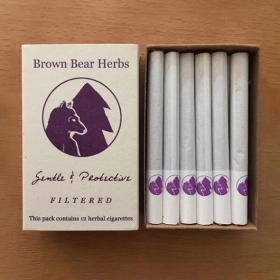 Brown Bear Herbs
Gentle & Protective
FILTERED
This pack contains 12 herbal cigarettes